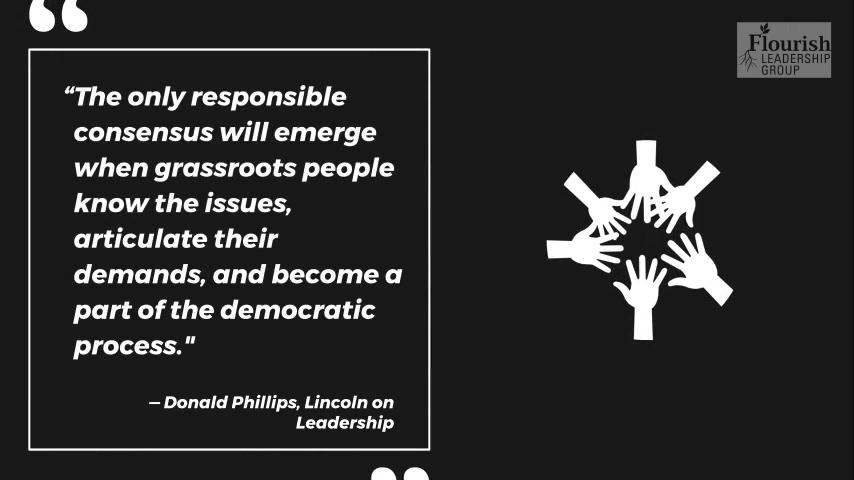 “The only responsible
consensus will emerge
when grassroots people
know the issues,
articulate their
demands, and become a
part of the democratic
process."
– Donald Phillips, Lincoln on
Leadership
Flourish
LEADERSHIP
GROUP